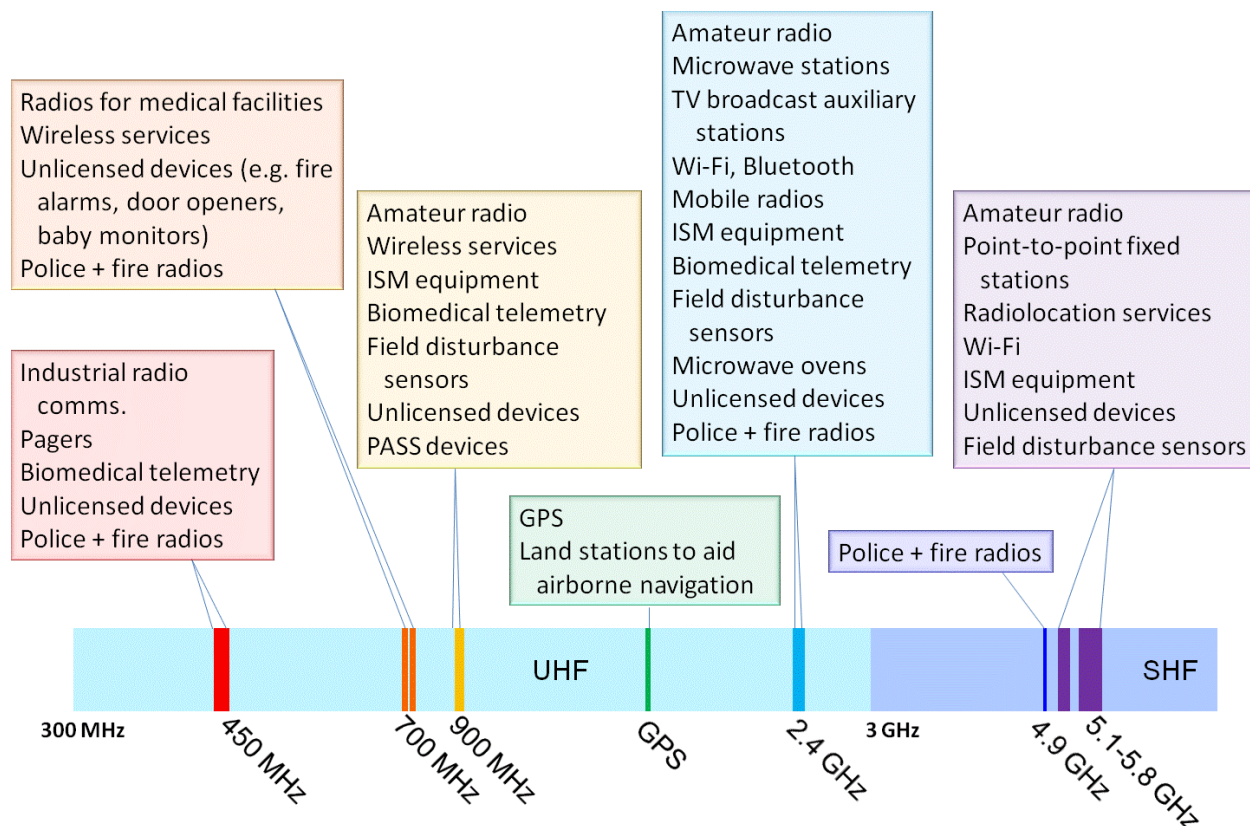 Radios for medical facilities
Wireless services
Unlicensed devices (e.g. fire
alarms, door openers,
baby monitors)
Police + fire radios
Industrial radio
comms.
Pagers
Biomedical telemetry
Unlicensed devices
Police + fire radios
Amateur radio
Wireless services
ISM equipment
Biomedical telemetry
Field disturbance
sensors
Unlicensed devices
PASS devices
GPS
Land stations to aid
airborne navigation
Amateur radio
Microwave stations
TV broadcast auxiliary
stations
Wi-Fi, Bluetooth
Mobile radios
ISM equipment
Biomedical telemetry
Field disturbance
sensors
Microwave ovens
Unlicensed devices
Police + fire radios
Police + fire radios
Amateur radio
Point-to-point fixed
stations
Radiolocation services
Wi-Fi
ISM equipment
Unlicensed devices
Field disturbance sensors
UHF
SHF
300 MHz
450 MHz
700 MHz
900 MHz
GPS
2.4 GHz
3 GHz
4.9 GHz
5.1-5.8 GHz